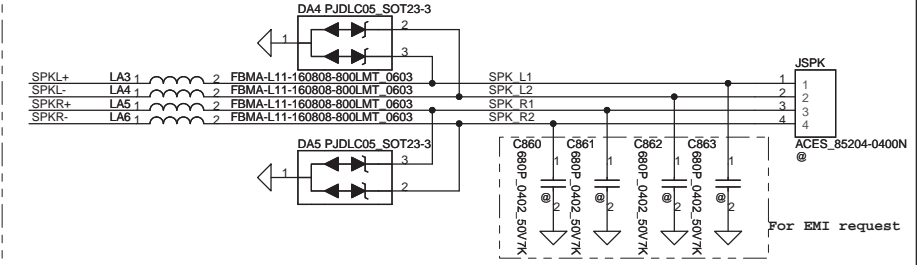 DA4 PJDLC05_SOT23-3
1
2
3
SPKL+ LA3 1 2 FBMA-L11-160808-800LMT_0603 SPK_L1 1 1
SPKL- LA4 1 2 FBMA-L11-160808-800LMT_0603 SPK_L2 2 2
SPKR+ LA5 1 2 FBMA-L11-160808-800LMT_0603 SPK_R1 3 3
SPKR- LA6 1 2 FBMA-L11-160808-800LMT_0603 SPK_R2 4 4
JSPK
ACES_85204-0400N
@
DA5 PJDLC05_SOT23-3
1
3
2
C860 C861 C862 C863
680P_0402_50V7K 680P_0402_50V7K 680P_0402_50V7K 680P_0402_50V7K
1 1 1 1
@ @ @ @
2 2 2 2
For EMI request